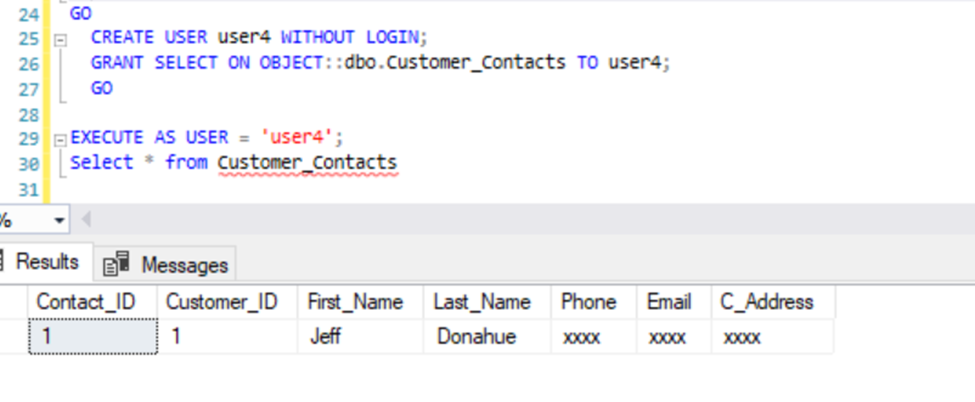 24 GO
25 CREATE USER user4 WITHOUT LOGIN;
26 GRANT SELECT ON OBJECT::dbo.Customer_Contacts TO user4;
27 GO
28
29 EXECUTE AS USER = 'user4';
30 Select * from Customer_Contacts
31
%
Results Messages
Contact_ID Customer_ID First_Name Last_Name Phone Email C_Address
1 1 Jeff Donahue xxxx xxxx xxxx